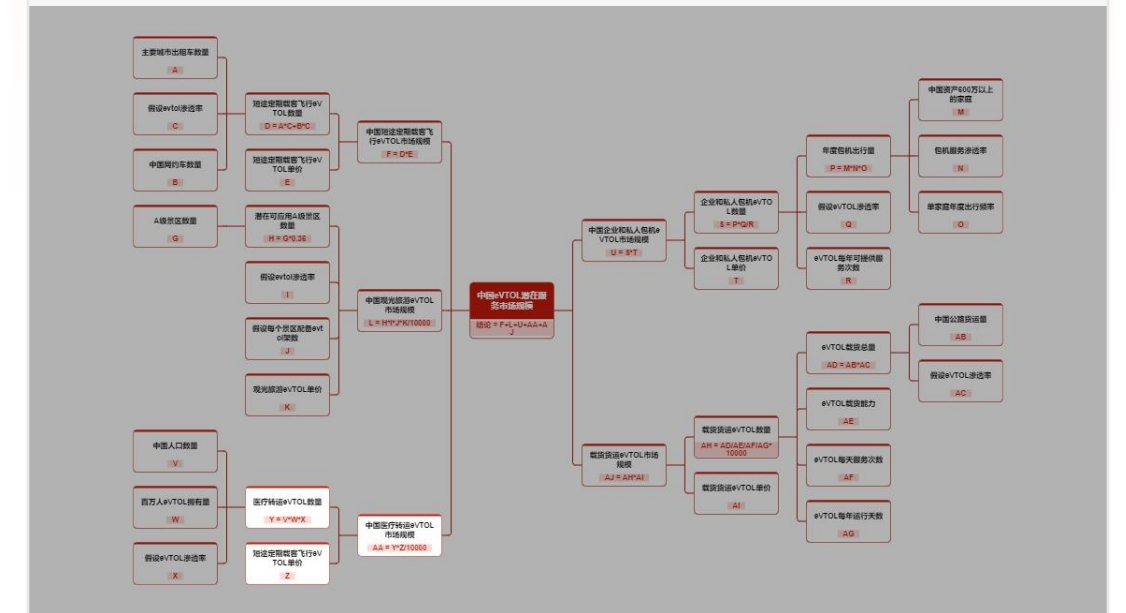 主要城市出租车数量
A
假设evtol渗透率
C
中国网约车数量
B
短途定期载客飞行eV
TOL数量
D = A*C+B*C
短途定期载客飞行eV
TOL单价
E
中国短途定期载客飞
行eVTOL市场规模
F = D*E
A级景区数量
G
潜在可应用A级景区
数量
H = G*0.36
假设evtol渗透率
I
假设每个景区配备evt
ol架数
J
观光旅游eVTOL单价
K
中国观光旅游eVTOL
市场规模
L = H*I*J*K/10000
中国人口数量
V
百万人eVTOL拥有量
W
假设eVTOL渗透率
X
医疗转运eVTOL数量
Y = V*W*X
短途定期载客飞行eV
TOL单价
Z
中国医疗转运eVTOL
市场规模
AA = Y*Z/10000
中国eVTOL潜在服
务市场规模
结论 = F+L+U+AA+A
J
中国企业和私人包机e
VTOL市场规模
U = S*T
企业和私人包机eVTO
L数量
S = P*Q/R
企业和私人包机eVTO
L单价
T
年度包机出行量
P = M*N*O
假设eVTOL渗透率
Q
eVTOL每年可提供服
务次数
R
中国资产600万以上
的家庭
M
包机服务渗透率
N
单家庭年度出行频率
O
载货货运eVTOL市场
规模
AJ = AH*AI
载货货运eVTOL数量
AH = AD/AE/AF/AG*
10000
载货货运eVTOL单价
AI
eVTOL载货总量
AD = AB*AC
eVTOL载货能力
AE
eVTOL每天服务次数
AF
eVTOL每年运行天数
AG
中国公路货运量
AB
假设eVTOL渗透率
AC